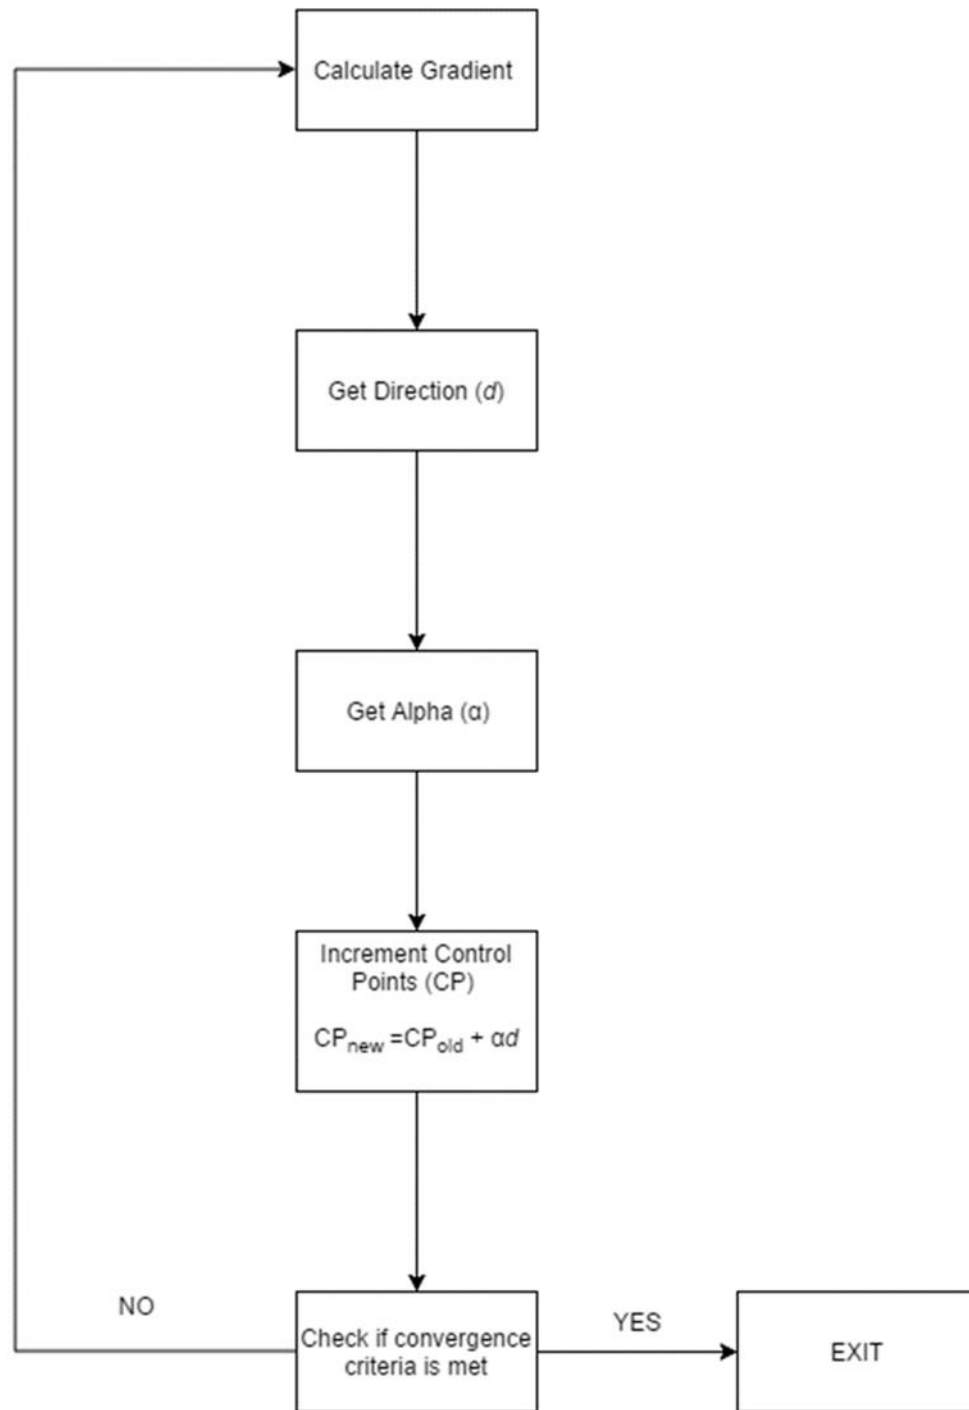 Calculate Gradient
Get Direction (d)
Get Alpha (α)
Increment Control
Points (CP)
CPnew =CPold + αd
NO
YES
Check if convergence
criteria is met
EXIT